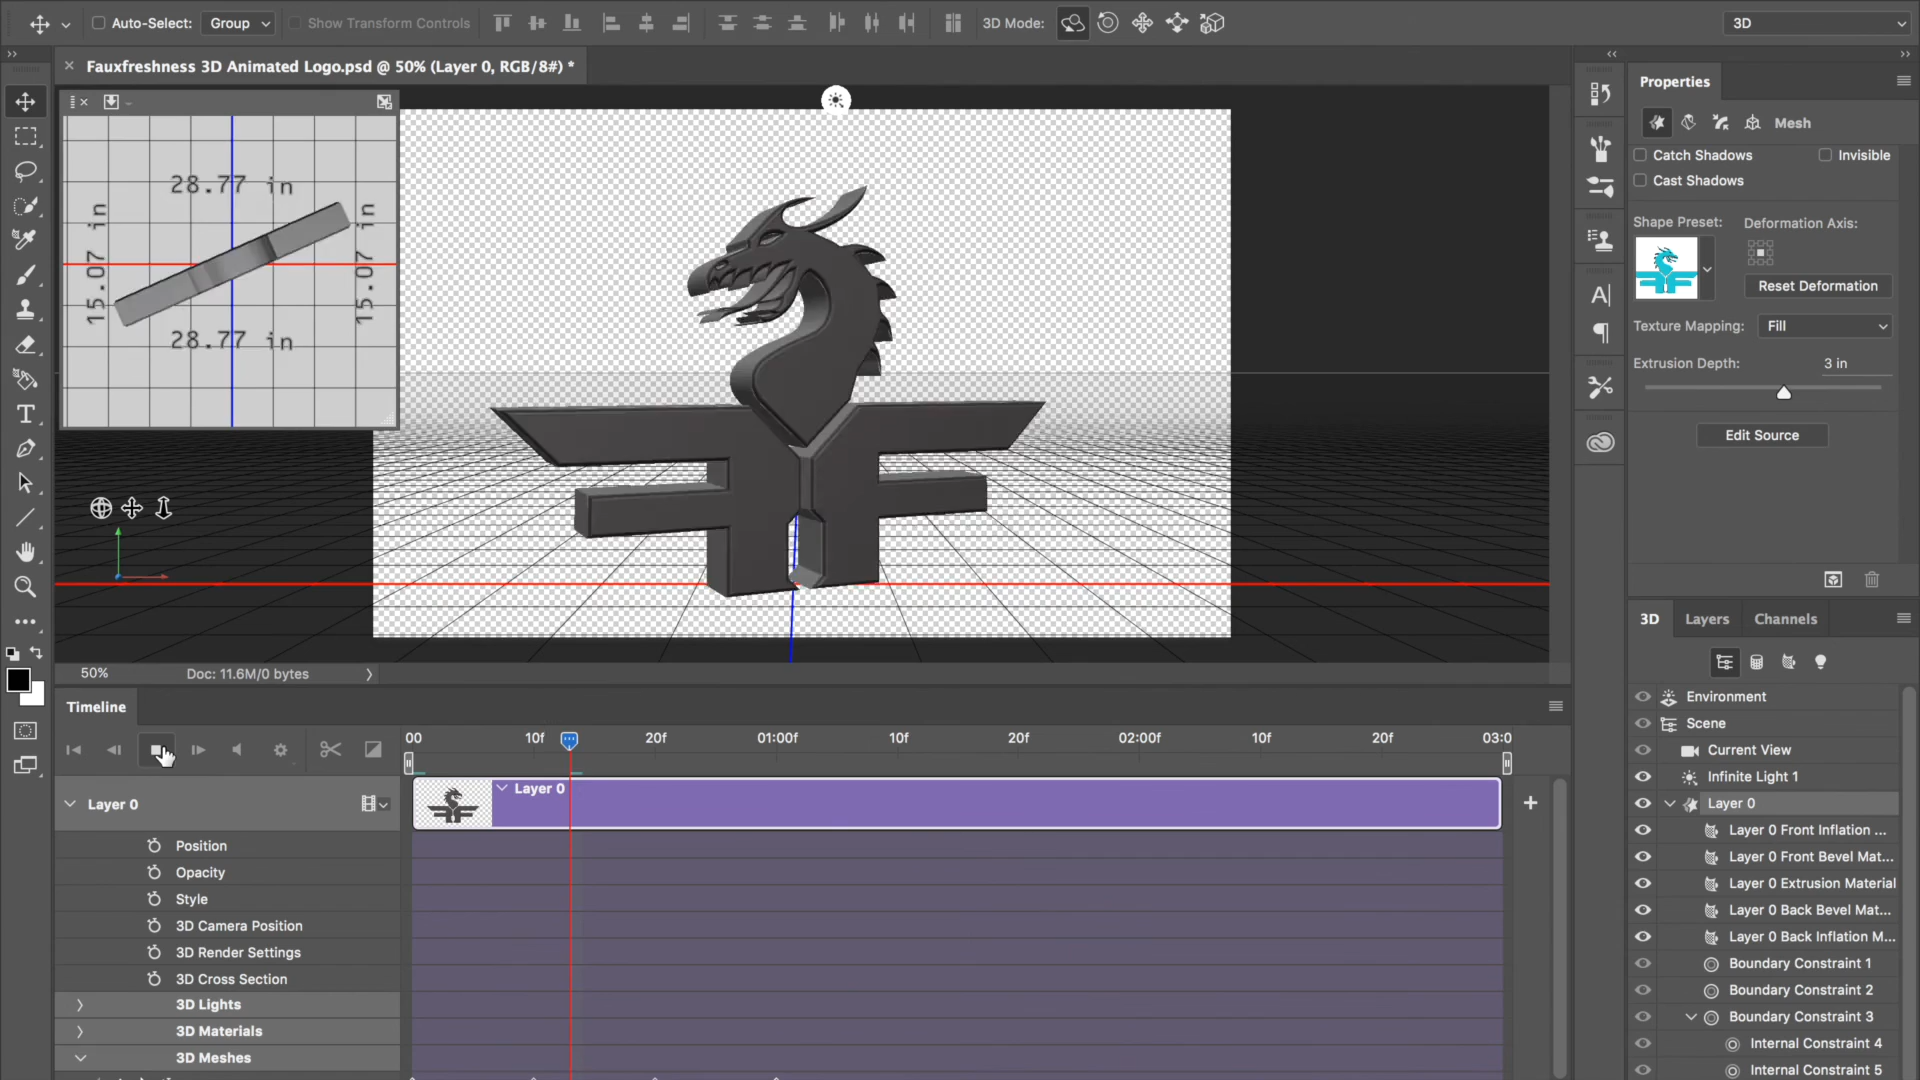 Auto-Select:
Group
Show Transform Controls
3D Mode:
3D
Fauxfreshness 3D Animated Logo.psd @ 50% (Layer 0, RGB/8#) *
28.77 in
15.07 in
15.07 in
28.77 in
Properties
Mesh
Catch Shadows
Invisible
Cast Shadows
Shape Preset:
Deformation Axis:
Reset Deformation
Texture Mapping:
Fill
Extrusion Depth:
3 in
Edit Source
3D
Layers
Channels
Environment
Scene
Current View
Infinite Light 1
Layer 0
Layer 0 Front Inflation ...
Layer 0 Front Bevel Mat...
Layer 0 Extrusion Material
Layer 0 Back Bevel Mat...
Layer 0 Back Inflation M...
Boundary Constraint 1
Boundary Constraint 2
Boundary Constraint 3
Internal Constraint 4
Internal Constraint 5
50%
Doc: 11.6M/0 bytes
Timeline
00
10f
20f
01:00f
10f
20f
02:00f
10f
20f
03:0
Layer 0
Layer 0
Position
Opacity
Style
3D Camera Position
3D Render Settings
3D Cross Section
3D Lights
3D Materials
3D Meshes